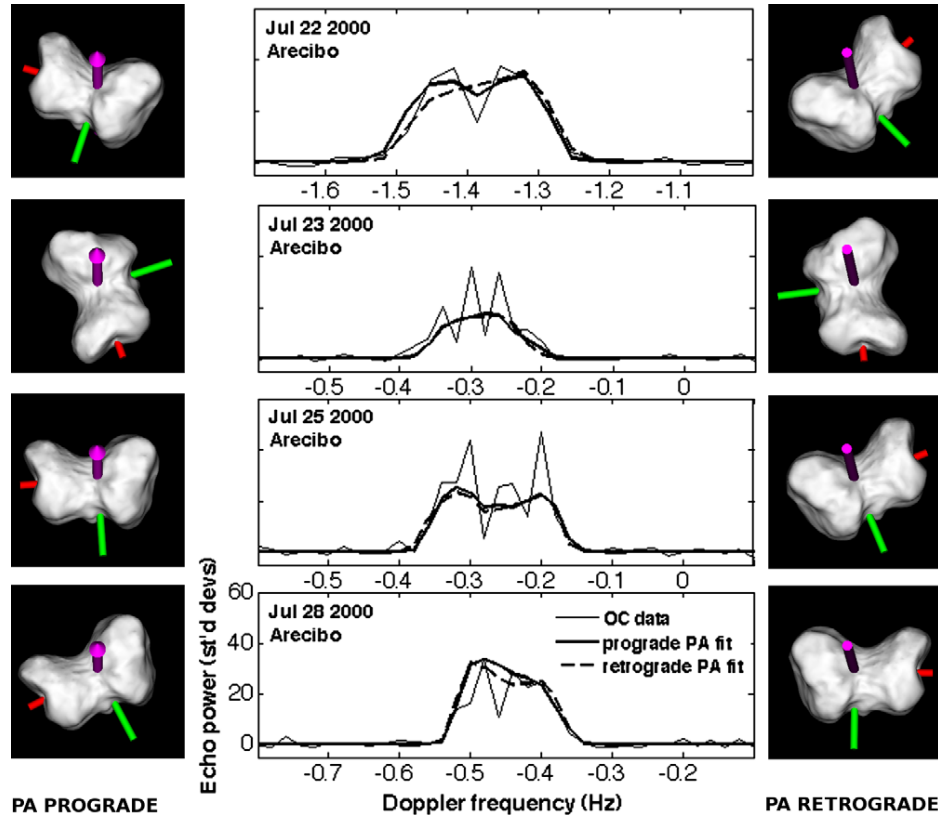 Jul 22 2000
Arecibo
-1.6 -1.5 -1.4 -1.3 -1.2 -1.1
Jul 23 2000
Arecibo
-0.5 -0.4 -0.3 -0.2 -0.1 0
Jul 25 2000
Arecibo
-0.5 -0.4 -0.3 -0.2 -0.1 0
Echo power (st'd devs)
60
40
20
0
Jul 28 2000
Arecibo
OC data
prograde PA fit
retrograde PA fit
-0.7 -0.6 -0.5 -0.4 -0.3 -0.2
PA PROGRADE
Doppler frequency (Hz)
PA RETROGRADE